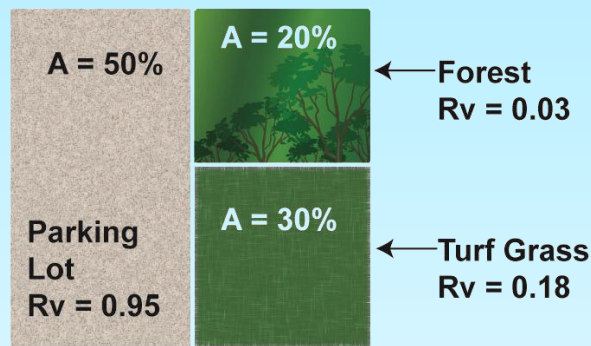 A = 50%
A = 20%
Forest
Rv = 0.03
Parking
Lot
Rv = 0.95
A = 30%
Turf Grass
Rv = 0.18